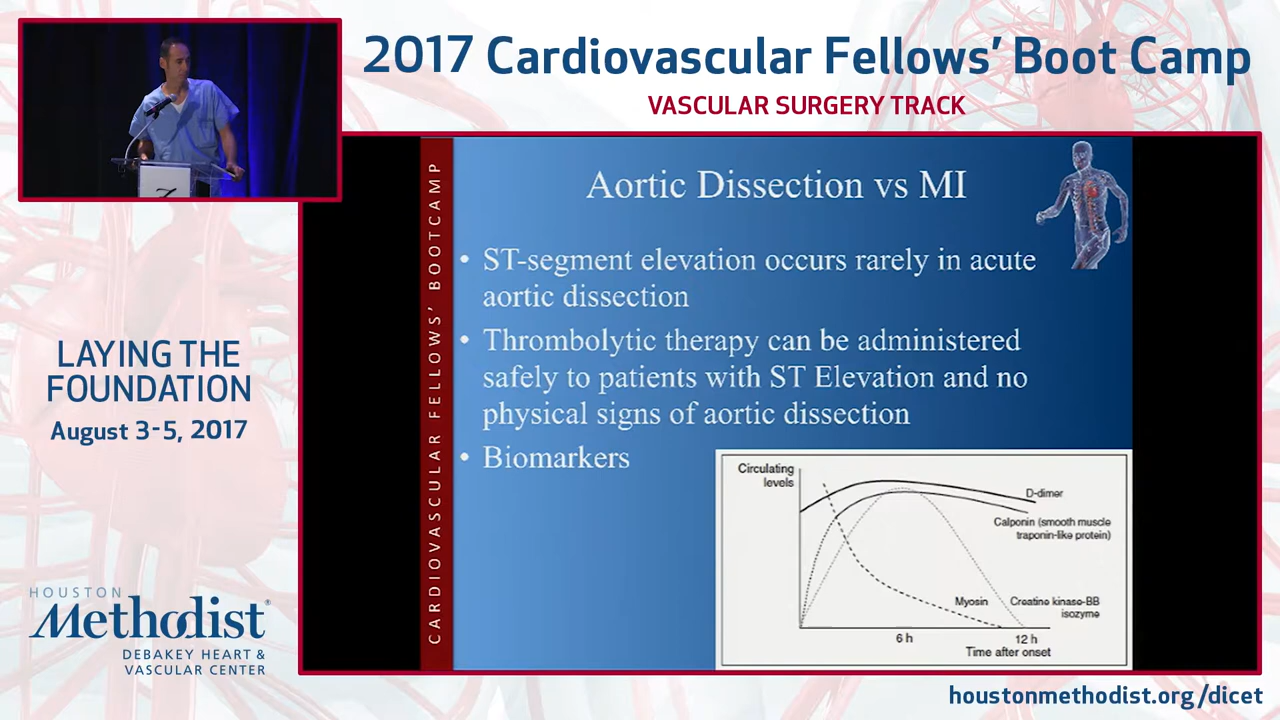 2017 Cardiovascular Fellows' Boot Camp
VASCULAR SURGERY TRACK
LAYING THE
FOUNDATION
August 3-5, 2017
HOUSTON
Methodist®
DEBAKEY HEART &
VASCULAR CENTER
CARDIOVASCULAR FELLOWS' BOOTCAMP
Aortic Dissection vs MI
• ST-segment elevation occurs rarely in acute
aortic dissection
• Thrombolytic therapy can be administered
safely to patients with ST Elevation and no
physical signs of aortic dissection
• Biomarkers
Circulating
levels
D-dimer
Calponin (smooth muscle
traponin-like protein)
Myosin
Creatine kinase-BB
isozyme
6 h
12 h
Time after onset
houstonmethodist.org/dicet